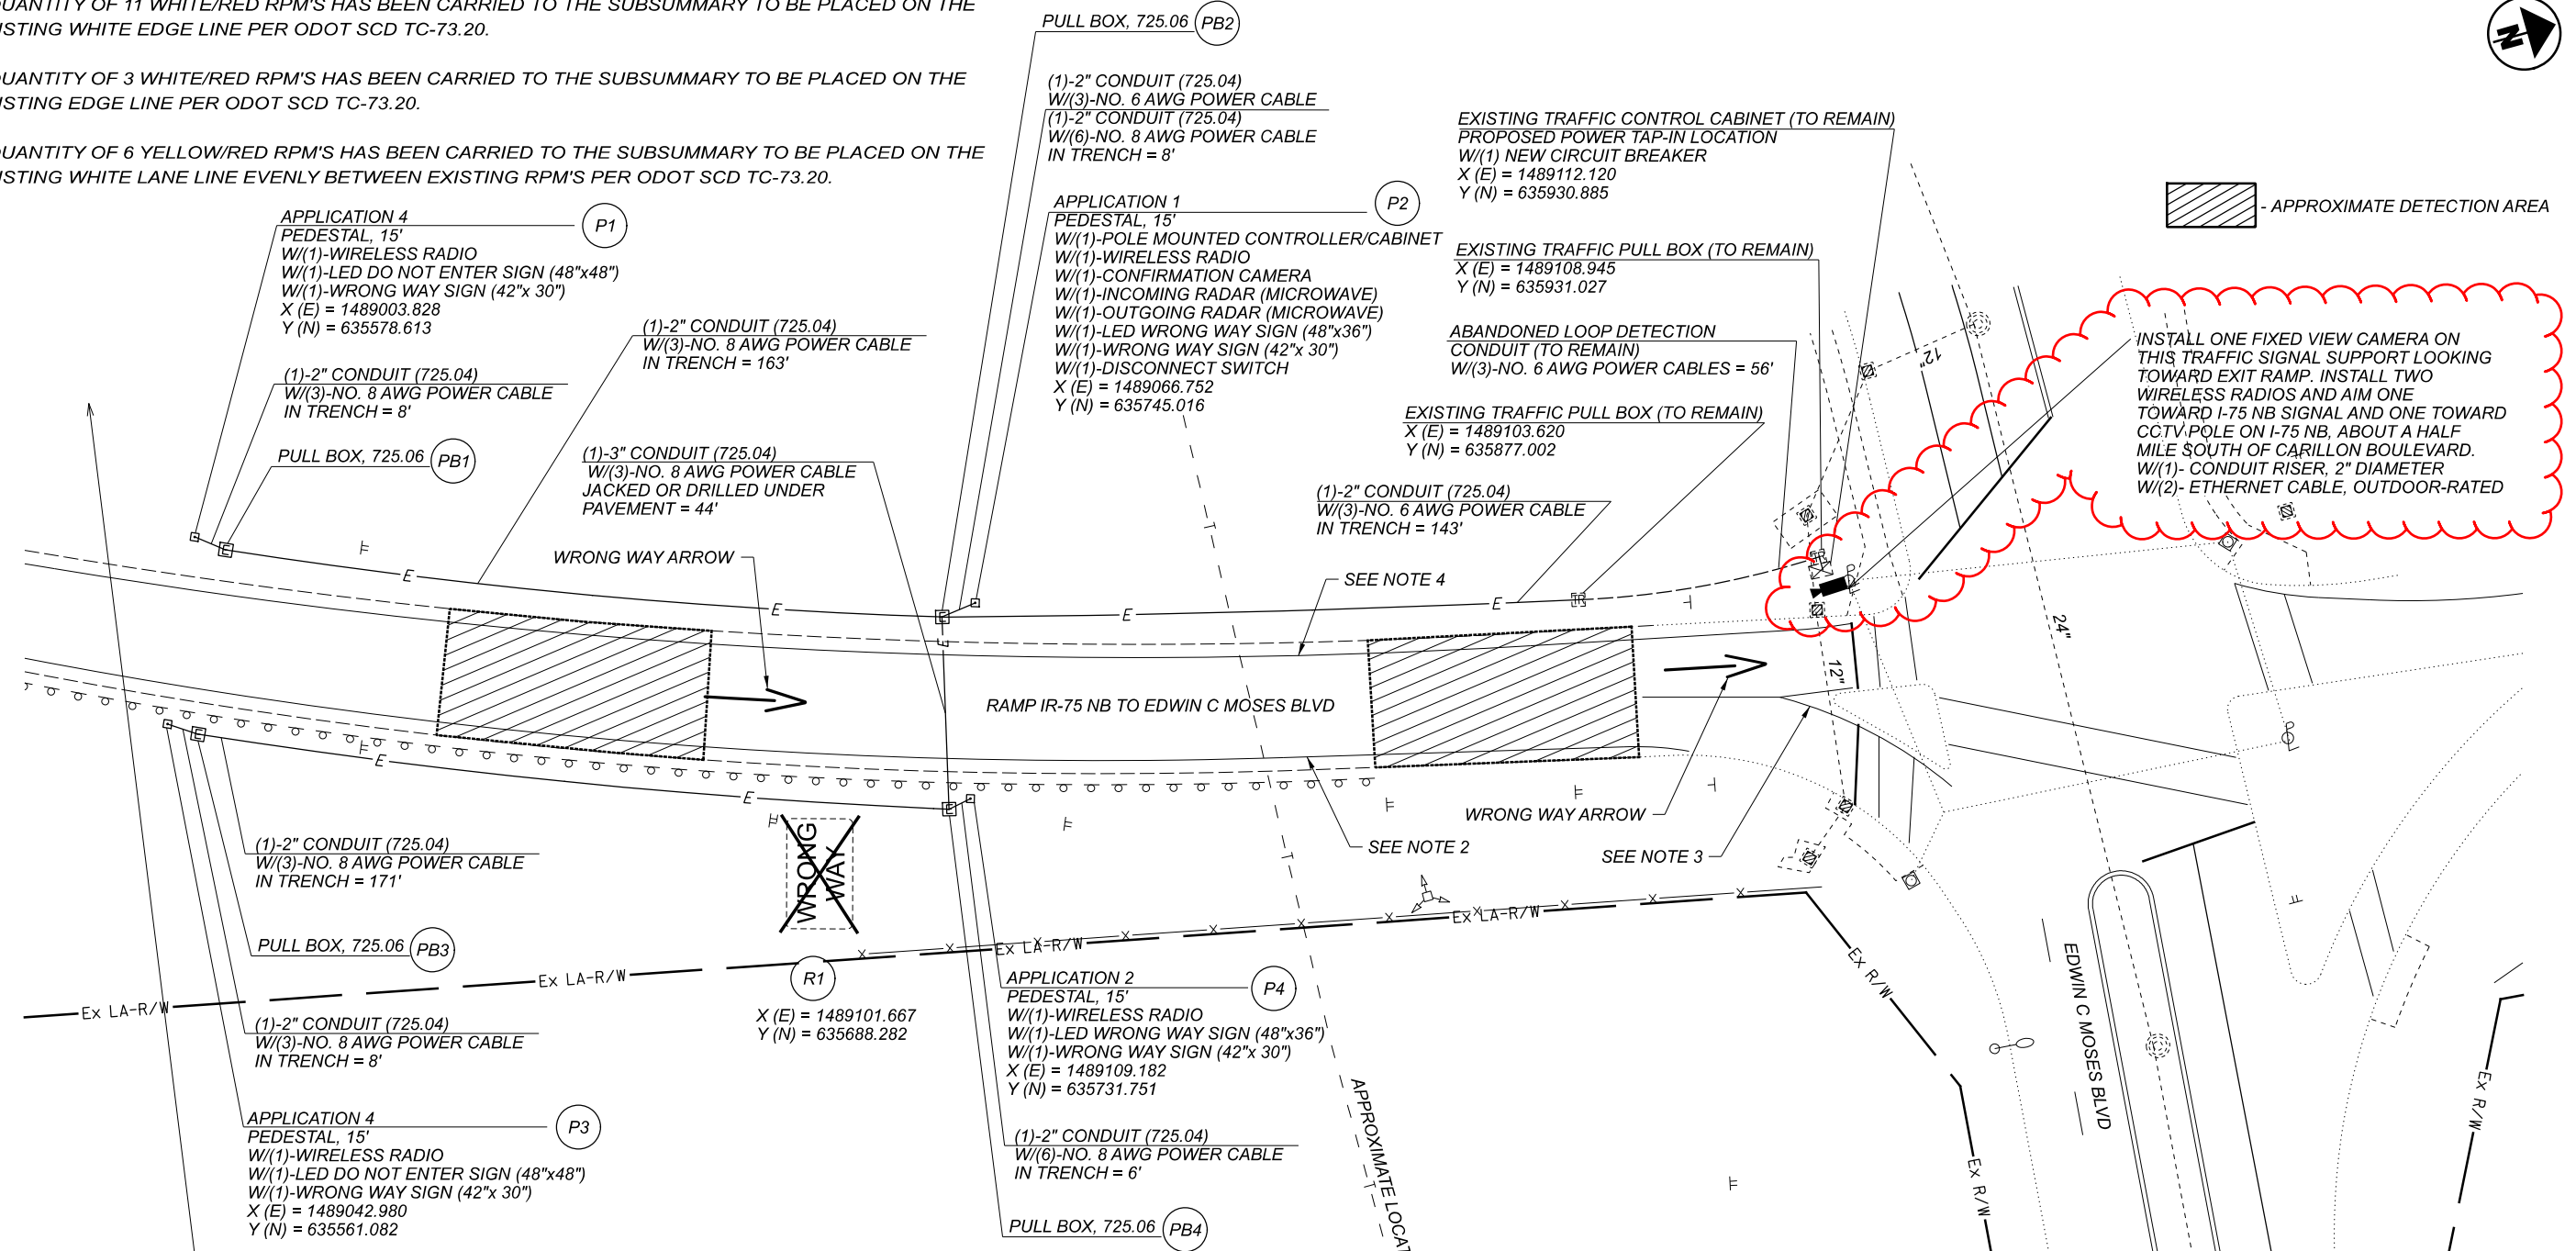 QUANTITY OF 11 WHITE/RED RPM'S HAS BEEN CARRIED TO THE SUBSUMMARY TO BE PLACED ON THE
ISTING WHITE EDGE LINE PER ODOT SCD TC-73.20.
QUANTITY OF 3 WHITE/RED RPM'S HAS BEEN CARRIED TO THE SUBSUMMARY TO BE PLACED ON THE
ISTING EDGE LINE PER ODOT SCD TC-73.20.
QUANTITY OF 6 YELLOW/RED RPM'S HAS BEEN CARRIED TO THE SUBSUMMARY TO BE PLACED ON THE
ISTING WHITE LANE LINE EVENLY BETWEEN EXISTING RPM'S PER ODOT SCD TC-73.20.
APPLICATION 4
P1
PEDESTAL, 15'
W/(1)-WIRELESS RADIO
W/(1)-LED DO NOT ENTER SIGN (48"x48")
W/(1)-WRONG WAY SIGN (42"x 30")
X (E) = 1489003.828
Y (N) = 635578.613
(1)-2" CONDUIT (725.04)
W/(3)-NO. 8 AWG POWER CABLE
IN TRENCH = 8'
PULL BOX, 725.06 PB1
(1)-2" CONDUIT (725.04)
W/(3)-NO. 8 AWG POWER CABLE
IN TRENCH = 163'
(1)-3" CONDUIT (725.04)
W/(3)-NO. 8 AWG POWER CABLE
JACKED OR DRILLED UNDER
PAVEMENT = 44'
WRONG WAY ARROW
PULL BOX, 725.06 PB2
(1)-2" CONDUIT (725.04)
W/(3)-NO. 6 AWG POWER CABLE
(1)-2" CONDUIT (725.04)
W/(6)-NO. 8 AWG POWER CABLE
IN TRENCH = 8'
APPLICATION 1
P2
PEDESTAL, 15'
W/(1)-POLE MOUNTED CONTROLLER/CABINET
W/(1)-WIRELESS RADIO
W/(1)-CONFIRMATION CAMERA
W/(1)-INCOMING RADAR (MICROWAVE)
W/(1)-OUTGOING RADAR (MICROWAVE)
W/(1)-LED WRONG WAY SIGN (48"x36")
W/(1)-WRONG WAY SIGN (42"x 30")
W/(1)-DISCONNECT SWITCH
X (E) = 1489066.752
Y (N) = 635745.016
EXISTING TRAFFIC CONTROL CABINET (TO REMAIN)
PROPOSED POWER TAP-IN LOCATION
W/(1) NEW CIRCUIT BREAKER
X (E) = 1489112.120
Y (N) = 635930.885
EXISTING TRAFFIC PULL BOX (TO REMAIN)
X (E) = 1489108.945
Y (N) = 635931.027
ABANDONED LOOP DETECTION
CONDUIT (TO REMAIN)
W/(3)-NO. 6 AWG POWER CABLES = 56'
EXISTING TRAFFIC PULL BOX (TO REMAIN)
X (E) = 1489103.620
Y (N) = 635877.002
(1)-2" CONDUIT (725.04)
W/(3)-NO. 6 AWG POWER CABLE
IN TRENCH = 143'
N
- APPROXIMATE DETECTION AREA
INSTALL ONE FIXED VIEW CAMERA ON
THIS TRAFFIC SIGNAL SUPPORT LOOKING
TOWARD EXIT RAMP. INSTALL TWO
WIRELESS RADIOS AND AIM ONE
TOWARD I-75 NB SIGNAL AND ONE TOWARD
CCTV POLE ON I-75 NB, ABOUT A HALF
MILE SOUTH OF CARILLON BOULEVARD.
W/(1)- CONDUIT RISER, 2" DIAMETER
W/(2)- ETHERNET CABLE, OUTDOOR-RATED
12"
24"
12"
E
E
E
E
E
E
E
E
E
E
E
TR
TR
SEE NOTE 4
RAMP IR-75 NB TO EDWIN C MOSES BLVD
WRONG WAY ARROW
SEE NOTE 2
SEE NOTE 3
(1)-2" CONDUIT (725.04)
W/(3)-NO. 8 AWG POWER CABLE
IN TRENCH = 171'
PULL BOX, 725.06 PB3
(1)-2" CONDUIT (725.04)
W/(3)-NO. 8 AWG POWER CABLE
IN TRENCH = 8'
APPLICATION 4
P3
PEDESTAL, 15'
W/(1)-WIRELESS RADIO
W/(1)-LED DO NOT ENTER SIGN (48"x48")
W/(1)-WRONG WAY SIGN (42"x 30")
X (E) = 1489042.980
Y (N) = 635561.082
WRONG
WAY
R1
X (E) = 1489101.667
Y (N) = 635688.282
APPLICATION 2
P4
PEDESTAL, 15'
W/(1)-WIRELESS RADIO
W/(1)-LED WRONG WAY SIGN (48"x36")
W/(1)-WRONG WAY SIGN (42"x 30")
X (E) = 1489109.182
Y (N) = 635731.751
(1)-2" CONDUIT (725.04)
W/(6)-NO. 8 AWG POWER CABLE
IN TRENCH = 6'
PULL BOX, 725.06 PB4
Ex LA-R/W
Ex LA-R/W
Ex LA-R/W
Ex LA-R/W
Ex R/W
Ex R/W
Ex R/W
APPROXIMATE LOCAT
EDWIN C MOSES BLVD